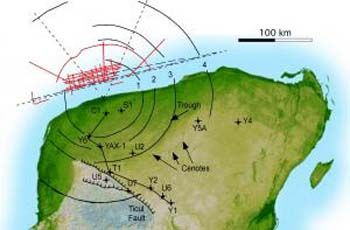 100 km
1
2
3
4
C1
S1
Trough
Y6
YAX-1
U2
Y5A
Y4
Cenotes
T1
U5
U7
Y2
U6
Y1
Ticul
Fault